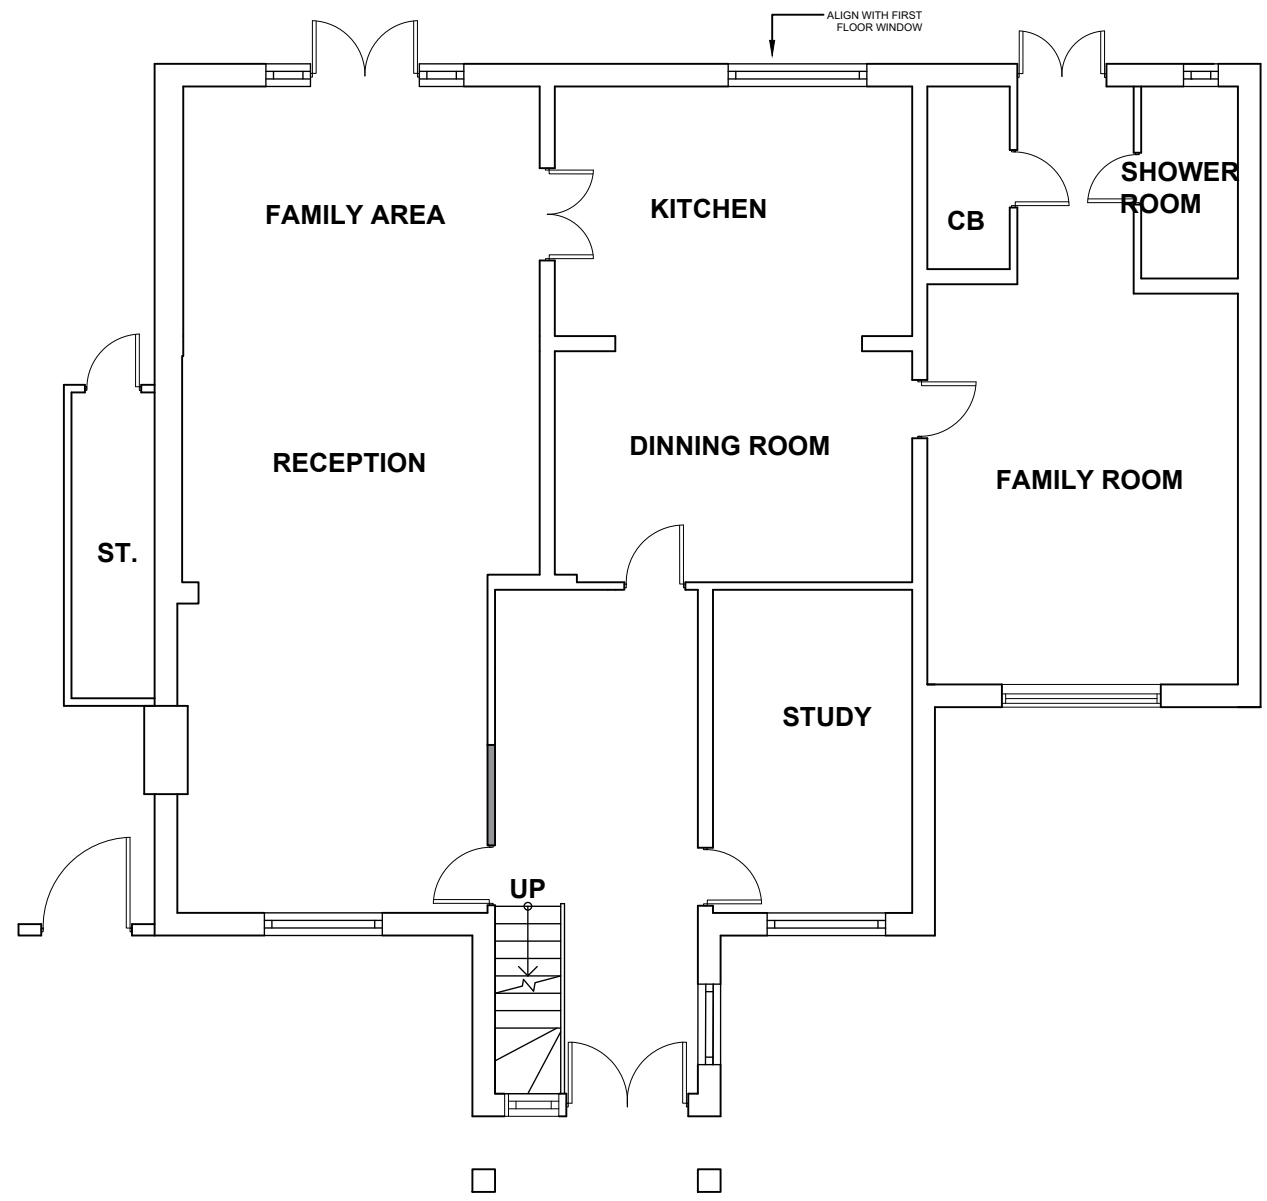 ALIGN WITH FIRST
FLOOR WINDOW
FAMILY AREA
KITCHEN
CB
SHOWER
ROOM
RECEPTION
DINNING ROOM
FAMILY ROOM
ST.
STUDY
UP